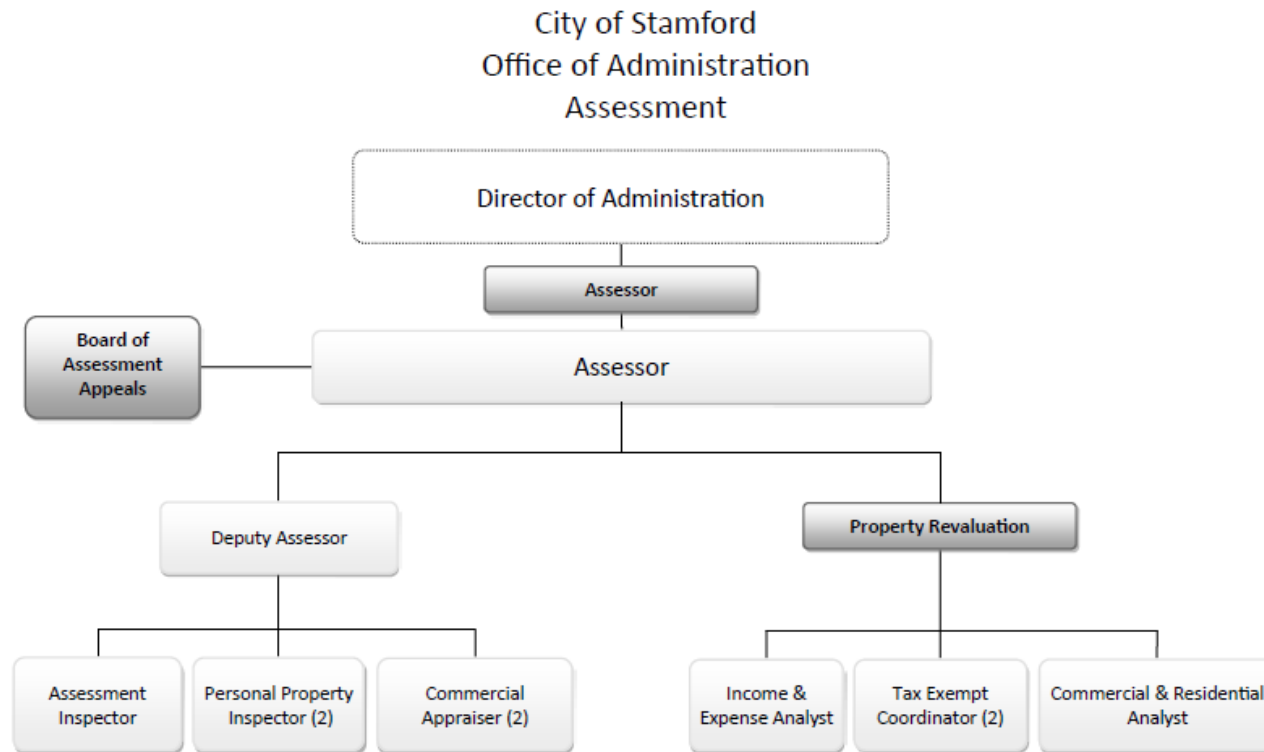 City of Stamford
Office of Administration
Assessment
Director of Administration
Assessor
Board of
Assessment
Appeals
Assessor
Deputy Assessor
Property Revaluation
Assessment
Inspector
Personal Property
Inspector (2)
Commercial
Appraiser (2)
Income &
Expense Analyst
Tax Exempt
Coordinator (2)
Commercial & Residential
Analyst